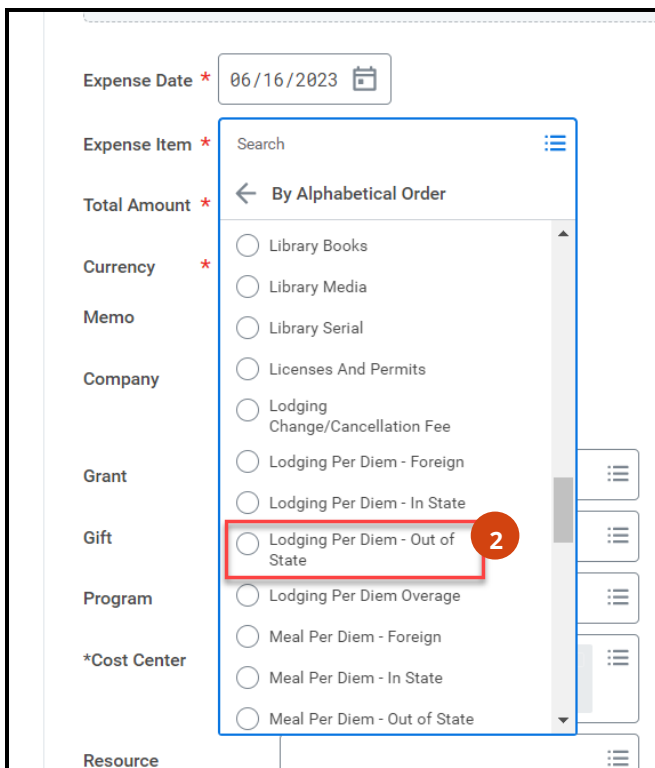 Expense Date *
06/16/2023
Expense Item *
Search
By Alphabetical Order
Total Amount *
Library Books
Currency *
Library Media
Memo
Library Serial
Licenses And Permits
Company
Lodging
Change/Cancellation Fee
Lodging Per Diem - Foreign
Grant
Lodging Per Diem - In State
Gift
Lodging Per Diem - Out of
State
2
Program
Lodging Per Diem Overage
Meal Per Diem - Foreign
*Cost Center
Meal Per Diem - In State
Meal Per Diem - Out of State
Resource